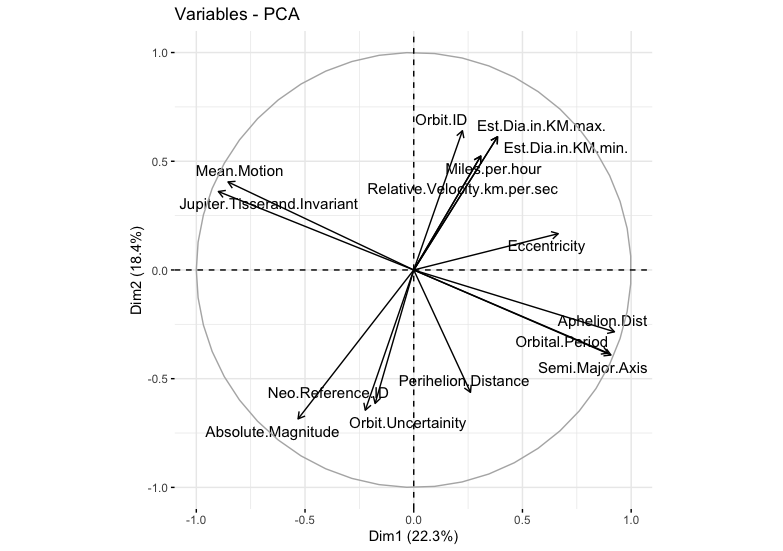 Variables - PCA
1.0
Orbit.ID
Est.Dia.in.KM.max.
Est.Dia.in.KM.min.
0.5
Miles.per.hour
Mean.Motion
Relative.Velocity.km.per.sec
Jupiter.Tisserand.Invariant
Eccentricity
Dim2 (18.4%)
0.0
Aphelion.Dist
Orbital.Period
Semi.Major.Axis
-0.5
Perihelion.Distance
Neo.Reference.ID
Orbit.Uncertainity
Absolute.Magnitude
-1.0
-1.0 -0.5 0.0 0.5 1.0
Dim1 (22.3%)